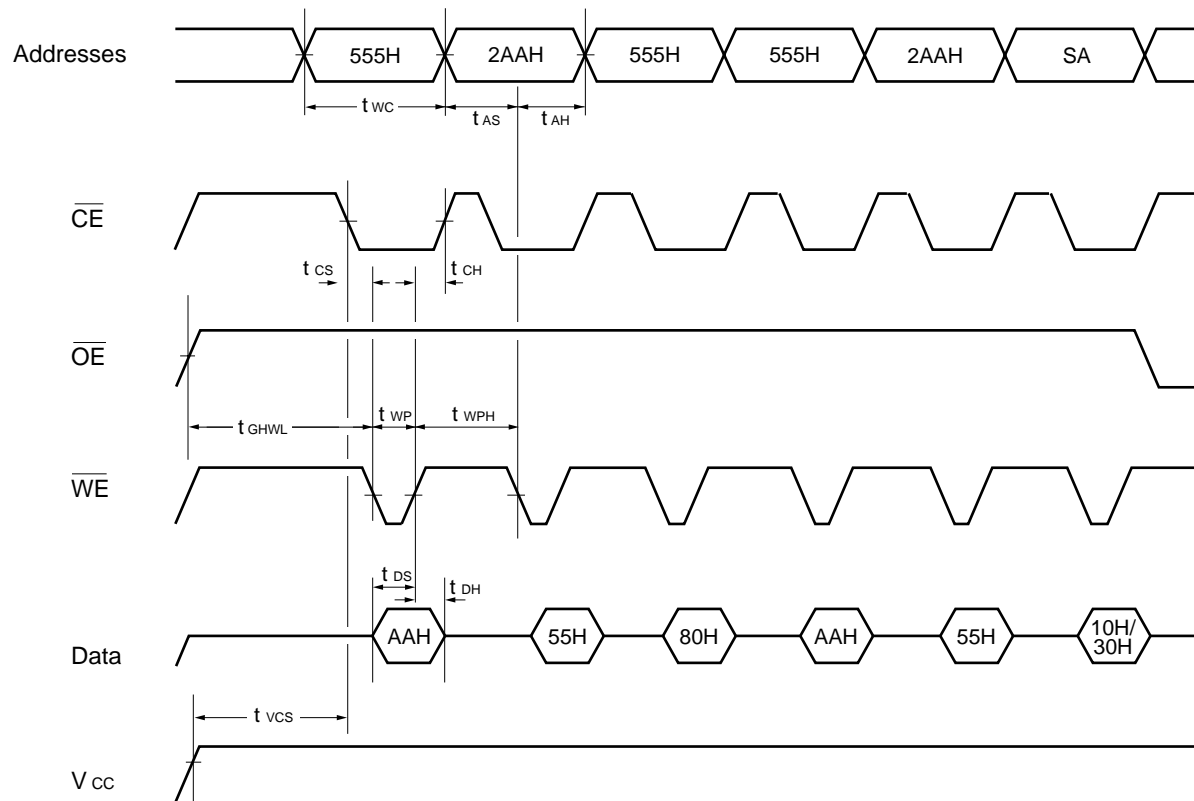 Addresses 555H 2AAH 555H 555H 2AAH SA
t WC t AS t AH
CE
t CS t CH
OE
t GHWL t WP t WPH
WE
t DS t DH
Data AAH 55H 80H AAH 55H 10H/
30H
t VCS
V CC